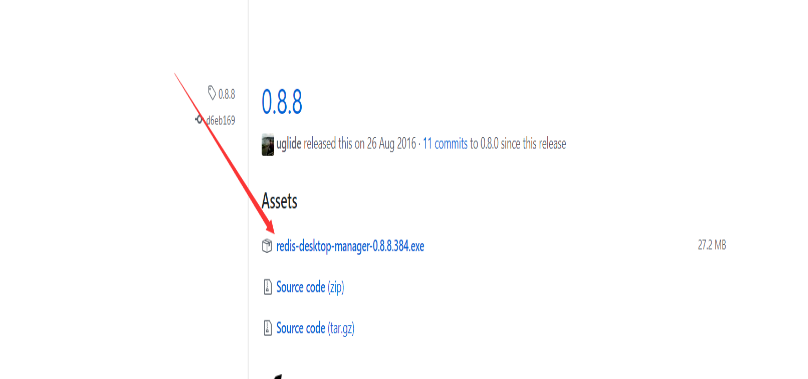 0.8.8
d6eb169
0.8.8
uglide released this on 26 Aug 2016 · 11 commits to 0.8.0 since this release
Assets
redis-desktop-manager-0.8.8.384.exe 27.2 MB
Source code (zip)
Source code (tar.gz)